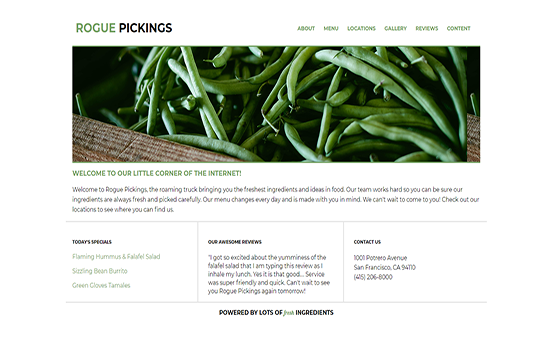 ROGUE PICKINGS
ABOUT MENU LOCATIONS GALLERY REVIEWS CONTENT
WELCOME TO OUR LITTLE CORNER OF THE INTERNET!
Welcome to Rogue Pickings, the roaming truck bringing you the freshest ingredients and ideas in food. Our team works hard so you can be sure our
ingredients are always fresh and picked carefully. Our menu changes every day and is made with you in mind. We can't wait to come to you! Check out our
locations to see where you can find us.
TODAY'S SPECIALS
Flaming Hummus & Falafel Salad
Sizzling Bean Burrito
Green Gloves Tamales
OUR AWESOME REVIEWS
"I got so excited about the yumminess of the
falafel salad that I am typing this review as I
inhale my lunch. Yes it is that good... Service
was super friendly and quick. Can't wait to see
you Rogue Pickings again tomorrow!
CONTACT US
1001 Potrero Avenue
San Francisco, CA 94110
(415) 206-8000
POWERED BY LOTS OF fresh INGREDIENTS